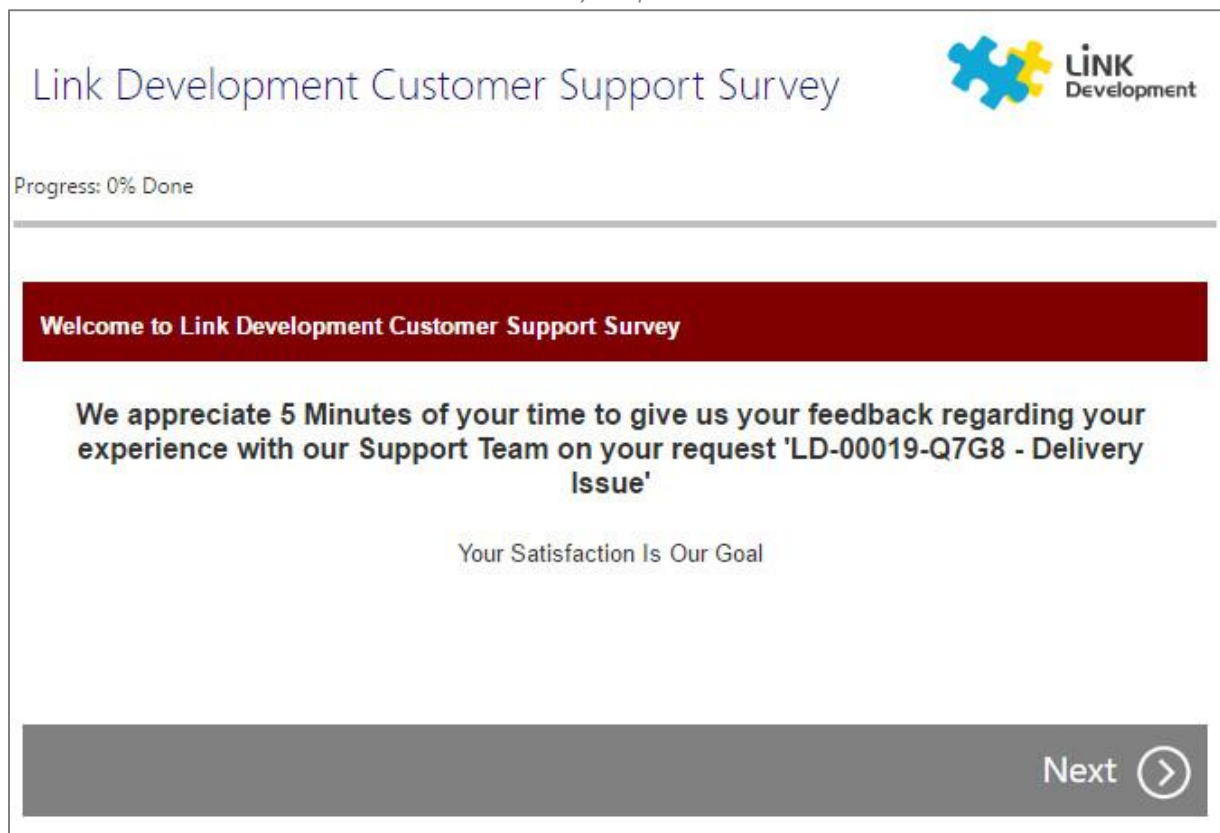 Link Development Customer Support Survey
LINK
Development
Progress: 0% Done
Welcome to Link Development Customer Support Survey
We appreciate 5 Minutes of your time to give us your feedback regarding your
experience with our Support Team on your request 'LD-00019-Q7G8 - Delivery
Issue'
Your Satisfaction Is Our Goal
Next